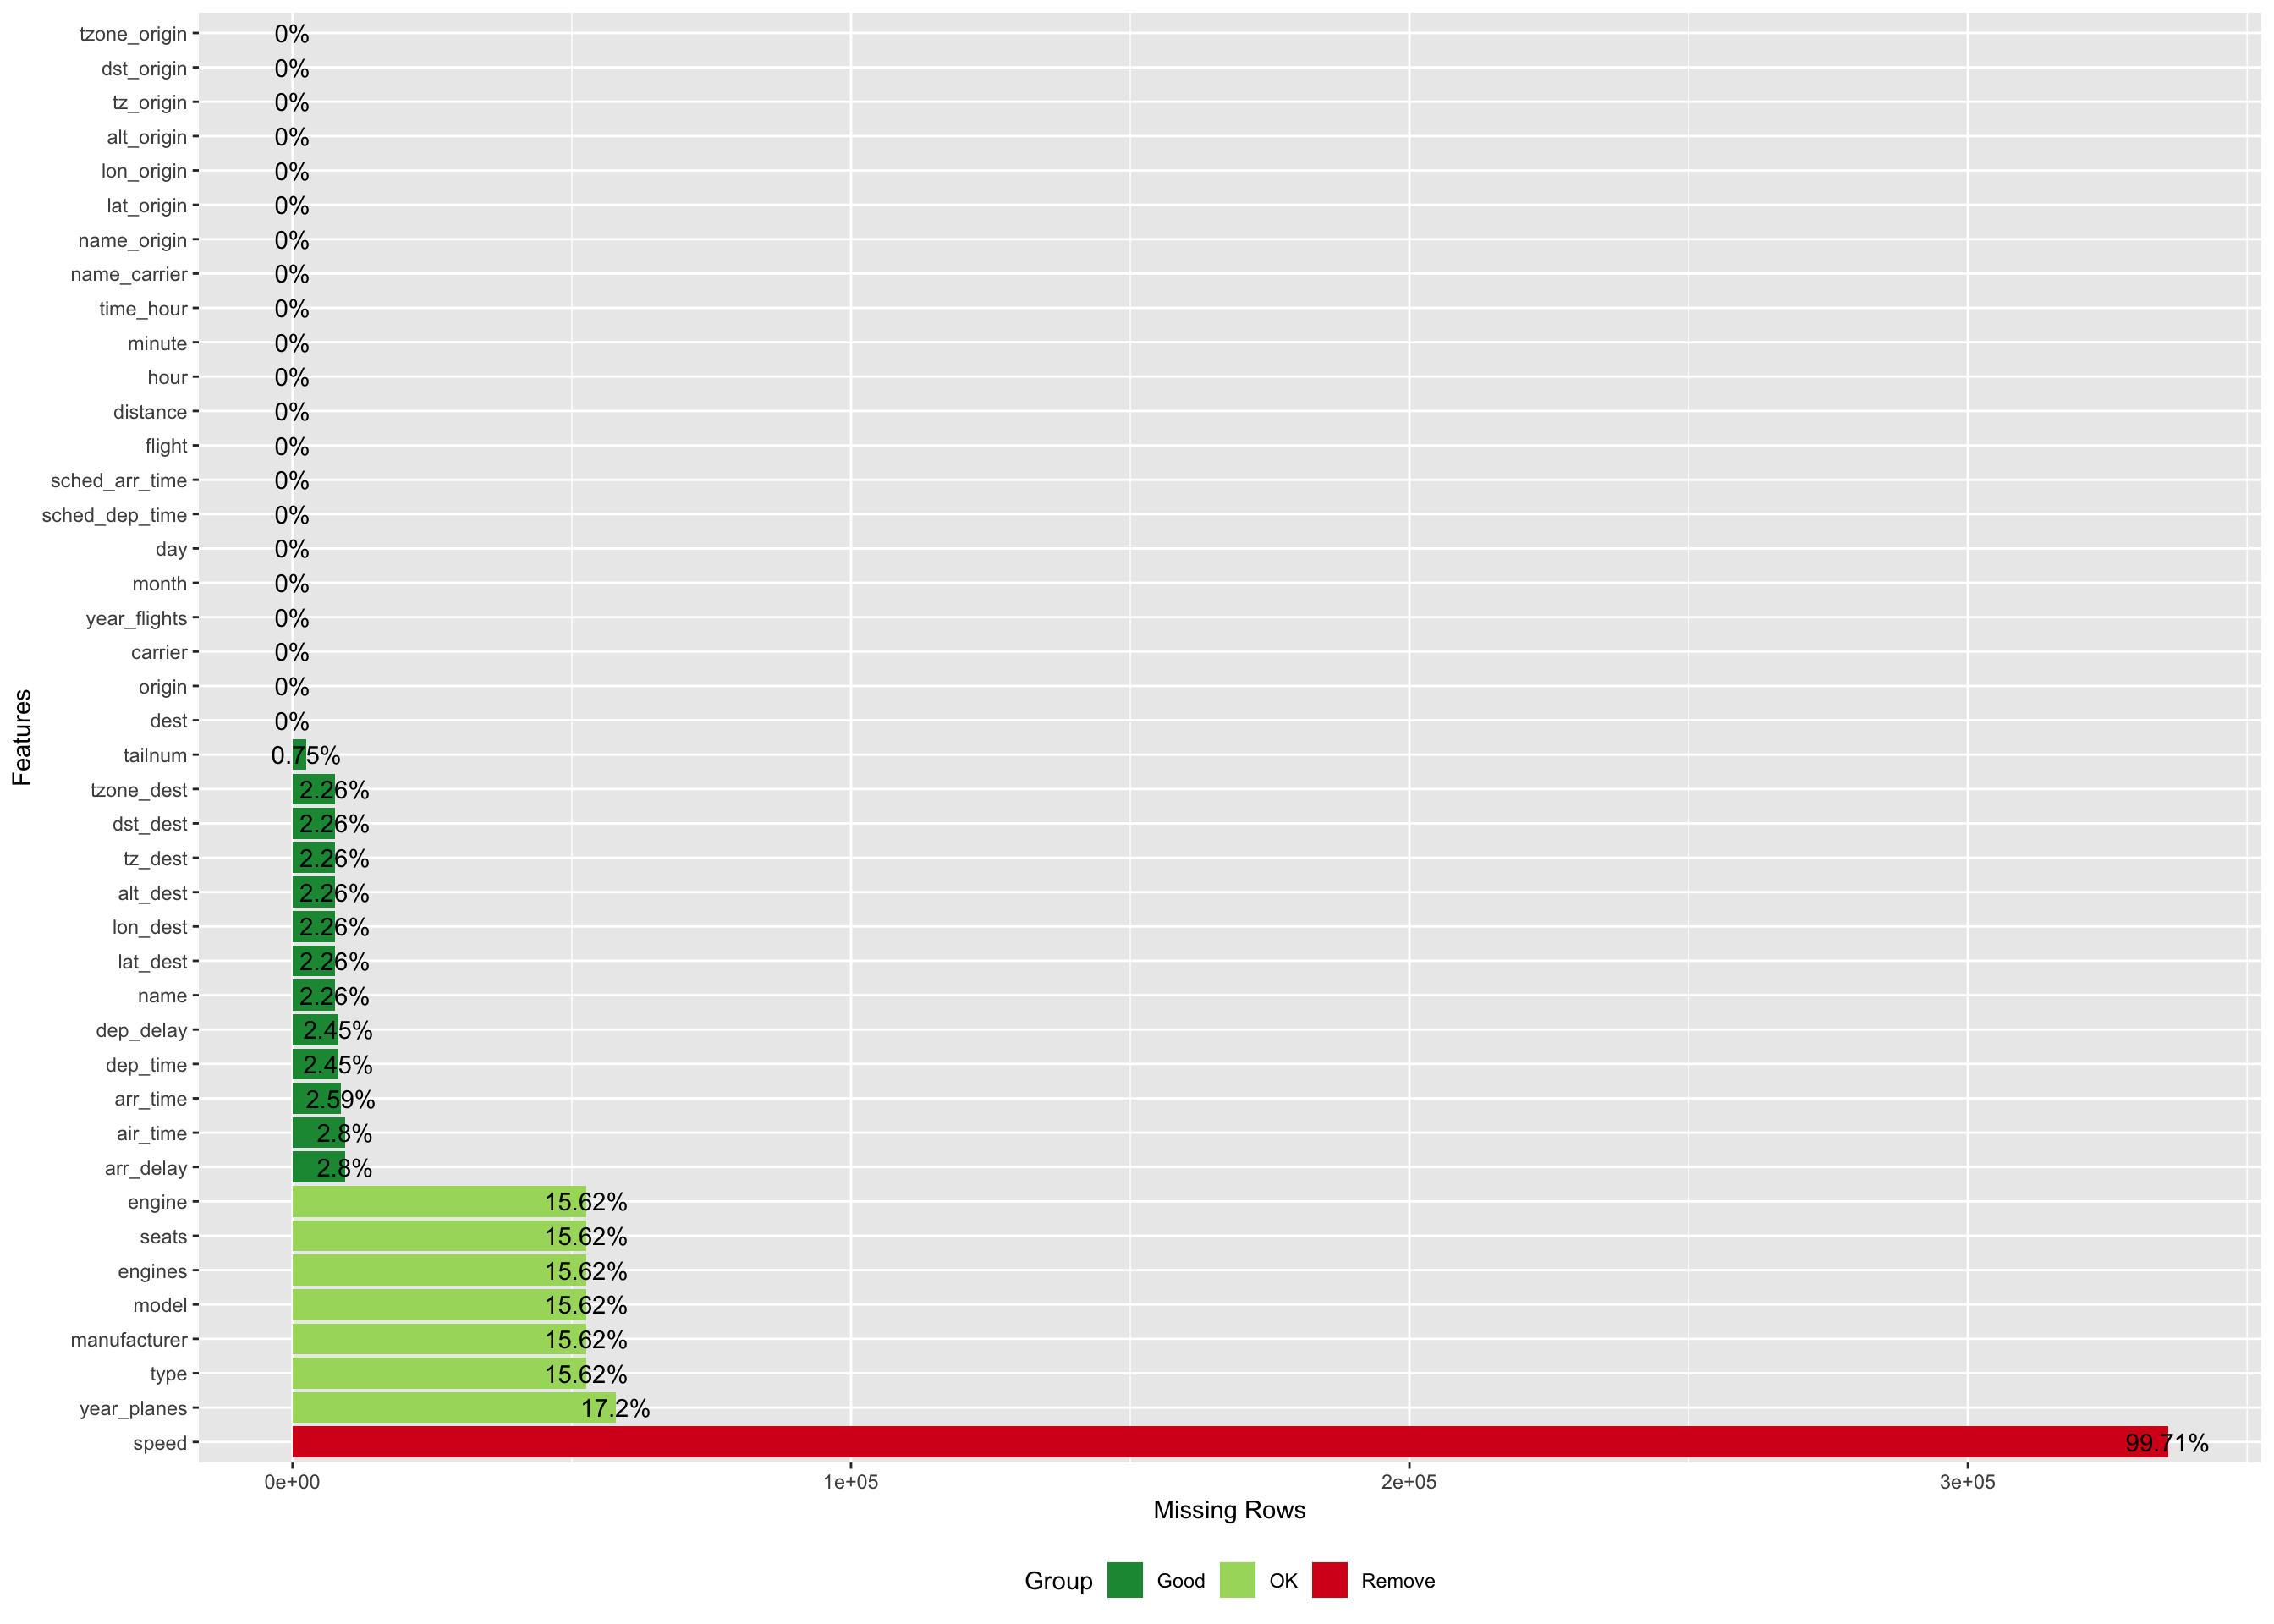 tzone_origin 0%
dst_origin 0%
tz_origin 0%
alt_origin 0%
lon_origin 0%
lat_origin 0%
name_origin 0%
name_carrier 0%
time_hour 0%
minute 0%
hour 0%
distance 0%
flight 0%
sched_arr_time 0%
sched_dep_time 0%
day 0%
month 0%
year_flights 0%
carrier 0%
origin 0%
dest 0%
Features
tailnum 0.75%
tzone_dest 2.26%
dst_dest 2.26%
tz_dest 2.26%
alt_dest 2.26%
lon_dest 2.26%
lat_dest 2.26%
name 2.26%
dep_delay 2.45%
dep_time 2.45%
arr_time 2.59%
air_time 2.8%
arr_delay 2.8%
engine 15.62%
seats 15.62%
engines 15.62%
model 15.62%
manufacturer 15.62%
type 15.62%
year_planes 17.2%
speed 99.71%
0e+00 1e+05 2e+05 3e+05
Missing Rows
Group Good OK Remove